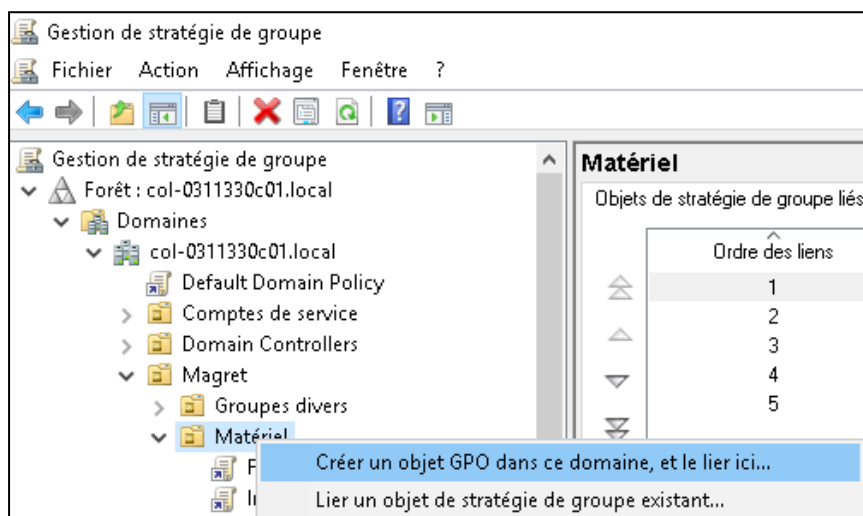 Gestion de stratégie de groupe
Fichier Action Affichage Fenêtre ?
Gestion de stratégie de groupe
Forêt : col-0311330c01.local
Domaines
col-0311330c01.local
Default Domain Policy
Comptes de service
Domain Controllers
Magret
Groupes divers
Matériel
Créer un objet GPO dans ce domaine, et le lier ici...
Lier un objet de stratégie de groupe existant...
Matériel
Objets de stratégie de groupe liés
Ordre des liens
1
2
3
4
5